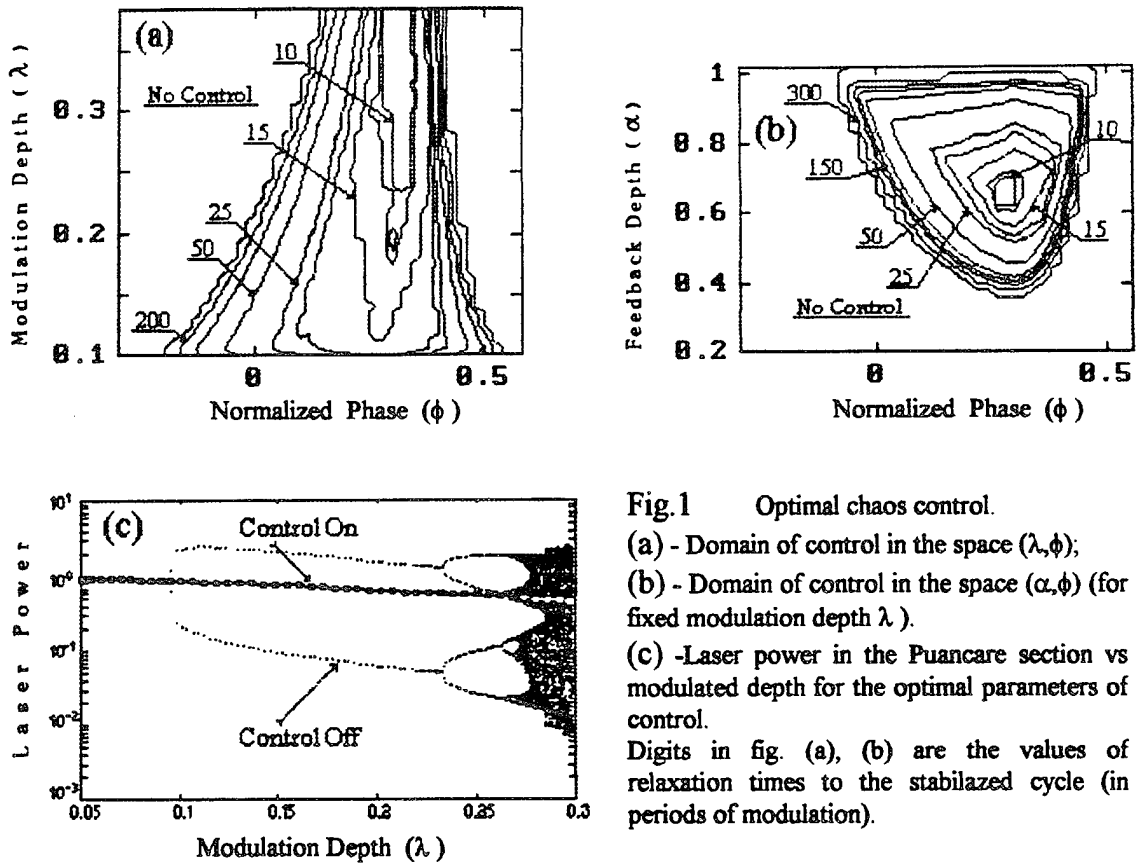 (a)
10
No Control
15
25
50
200
0.3
0.2
0.1
0
0.5
Modulation Depth (λ)
Normalized Phase (ϕ)
1
0.8
0.6
0.4
0.2
300
(b)
10
150
50
15
25
No Control
0
0.5
Feedback Depth (α)
Normalized Phase (ϕ)
(c)
Control On
Control Off
10¹
10⁰
10⁻¹
10⁻²
10⁻³
0.05
0.1
0.15
0.2
0.25
0.3
Laser Power
Modulation Depth (λ)
Fig.1 Optimal chaos control.
(a) - Domain of control in the space (λ,ϕ);
(b) - Domain of control in the space (α,ϕ) (for
fixed modulation depth λ ).
(c) -Laser power in the Puancare section vs
modulated depth for the optimal parameters of
control.
Digits in fig. (a), (b) are the values of
relaxation times to the stabilazed cycle (in
periods of modulation).